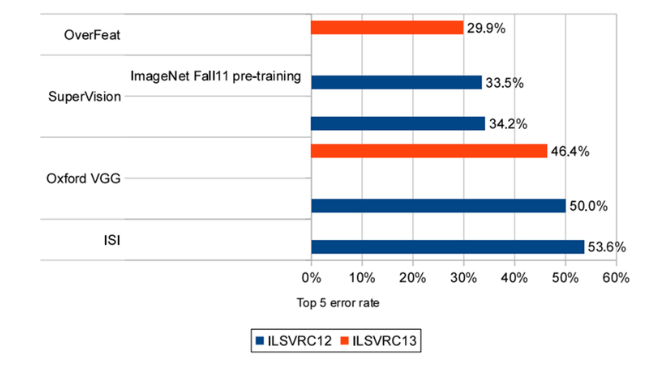 OverFeat
29.9%
ImageNet Fall11 pre-training
33.5%
SuperVision
34.2%
46.4%
Oxford VGG
50.0%
ISI
53.6%
0% 10% 20% 30% 40% 50% 60%
Top 5 error rate
ILSVRC12 ILSVRC13